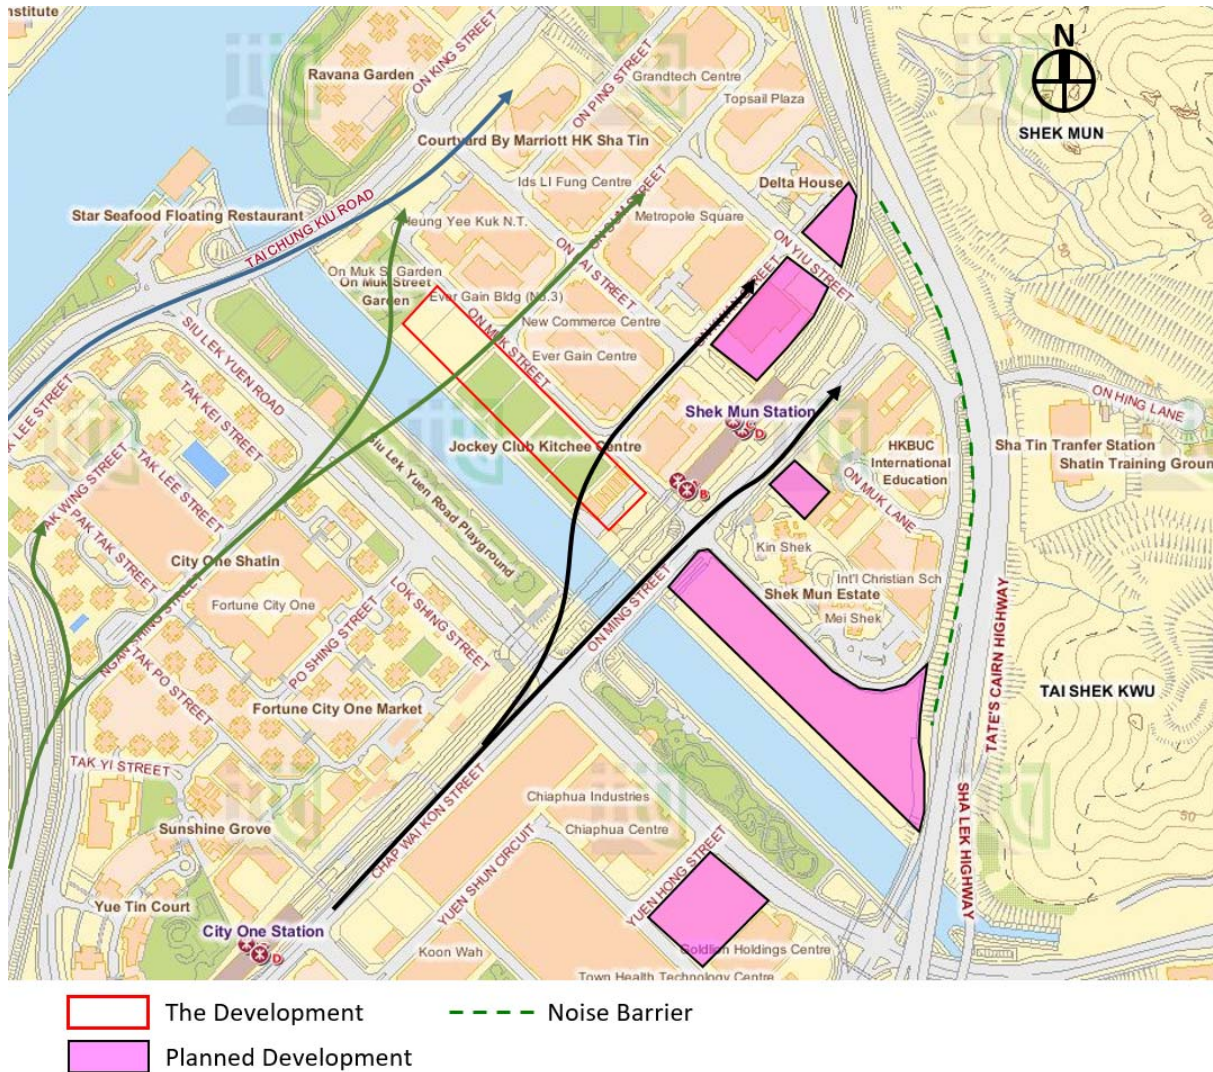 nstitute
Ravana Garden
ON KING STREET
ON PING STREET
Grandtech Centre
Topsail Plaza
N
SHEK MUN
Courtyard By Marriott HK Sha Tin
Ids LI Fung Centre
Delta House
Star Seafood Floating Restaurant
TAI CHUNG KIU ROAD
Heung Yee Kuk N.T.
Metropole Square
ON YIU STREET
On Muk St Garden
On Muk Street
Garden
Ever Gain Bldg (No.3)
ON MUK STREET
New Commerce Centre
Ever Gain Centre
SIU LEK YUEN ROAD
TAK KEI STREET
LEE STREET
Shek Mun Station
D
B
ON HING LANE
Jockey Club Kitchee Centre
HKBUC
International
Education
Sha Tin Tranfer Station
Shatin Training Groun
TAK LEE STREET
AK WING STREET
PAK TAK STREET
Siu Lek Yuen Road Playground
ON MUK LANE
City One Shatin
Kin Shek
Fortune City One
LOK SHING STREET
Int'l Christian Sch
Shek Mun Estate
Mei Shek
ON MING STREET
PO SHING STREET
TAK PO STREET
Fortune City One Market
TATE'S CAIRN HIGHWAY
TAI SHEK KWU
TAK YI STREET
CHAP WAI KON STREET
Chiaphua Industries
Chiaphua Centre
SHA LEK HIGHWAY
50
Sunshine Grove
YUEN SHUN CIRCUIT
YUEN HONG STREET
Yue Tin Court
City One Station
D
Koon Wah
Goldlion Holdings Centre
Town Health Technology Centre
The Development
Noise Barrier
Planned Development